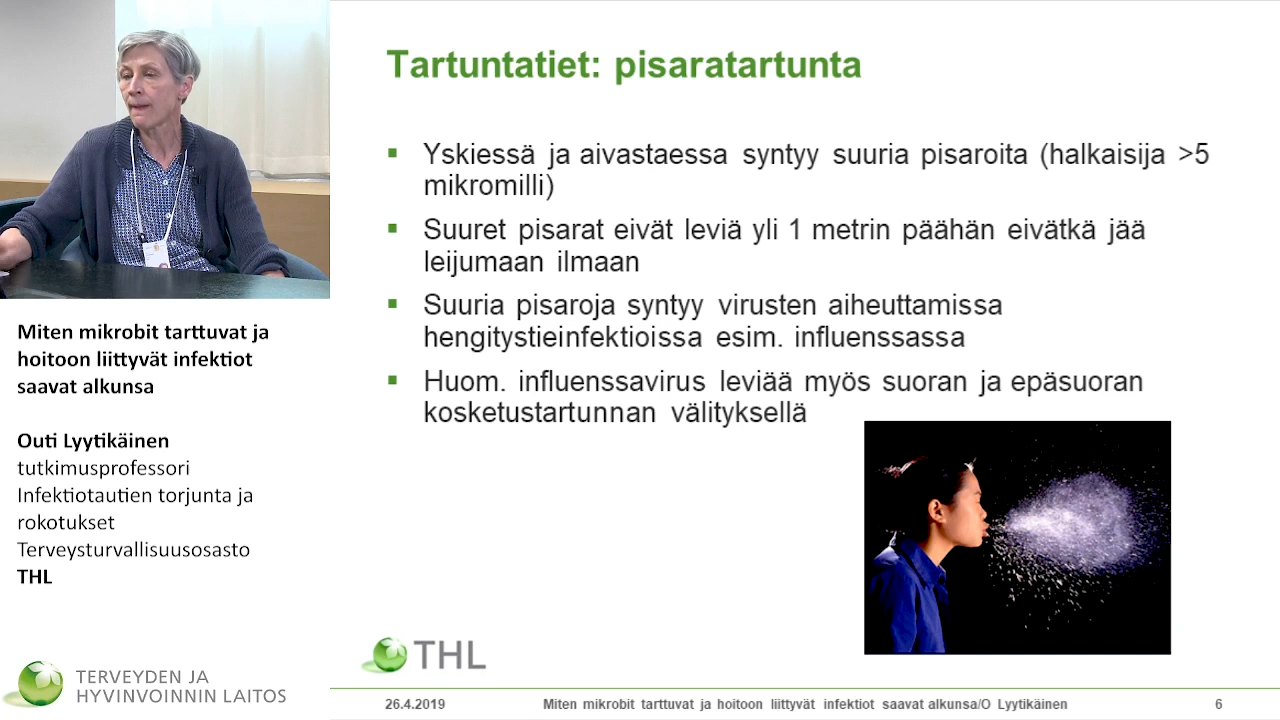 Tartuntatiet: pisaratartunta
Yskiessä ja aivastaessa syntyy suuria pisaroita (halkaisija >5
mikromilli)
Suuret pisarat eivät leviä yli 1 metrin päähän eivätkä jää
leijumaan ilmaan
Suuria pisaroja syntyy virusten aiheuttamissa
hengitystieinfektioissa esim. influenssassa
Huom. influenssavirus leviää myös suoran ja epäsuoran
kosketustartunnan välityksellä
Miten mikrobit tarttuvat ja
hoitoon liittyvät infektiot
saavat alkunsa
Outi Lyytikäinen
tutkimusprofessori
Infektiotautien torjunta ja
rokotukset
Terveysturvallisuusosasto
THL
TERVEYDEN JA
HYVINVOINNIN LAITOS
THL
26.4.2019
Miten mikrobit tarttuvat ja hoitoon liittyvät infektiot saavat alkunsa/O Lyytikäinen
6